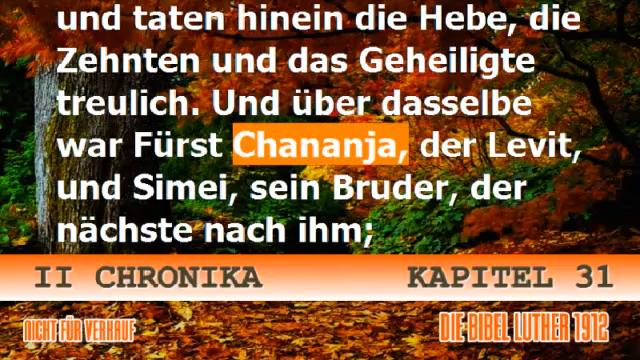 und taten hinein die Hebe, die
Zehnten und das Geheiligte
treulich. Und über dasselbe
war Fürst Chananja, der Levit,
und Simei, sein Bruder, der
nächste nach ihm;
II CHRONIKA KAPITEL 31
NICHT FÜR VERKAUF DIE BIBEL LUTHER 1912